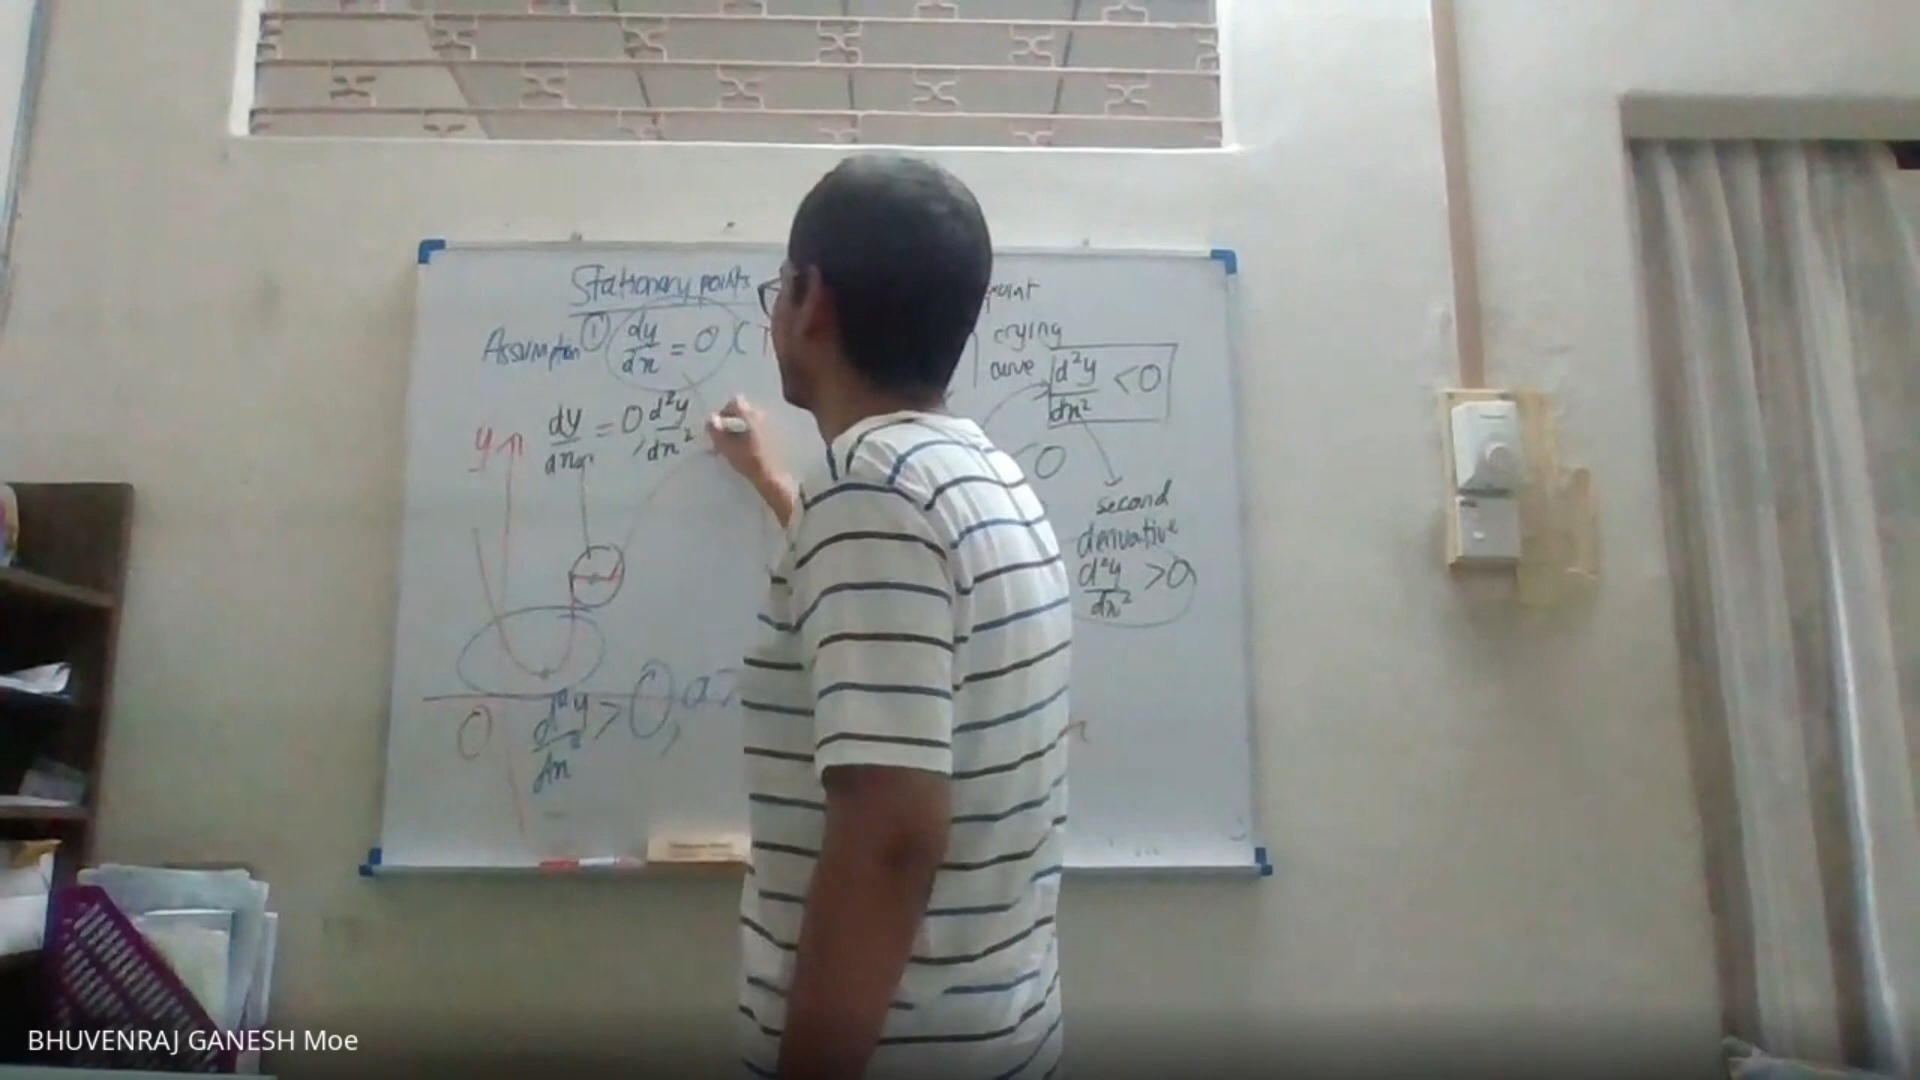 Stationary points
point
Assumption ① dy/dx = 0 (
crying
curve d²y/dx² < 0
dy/dx = 0, d²y/dx²
y
0
second
derivative
d²y/dx² > 0
d²y/dx² > 0, a >
0
BHUVENRAJ GANESH Moe